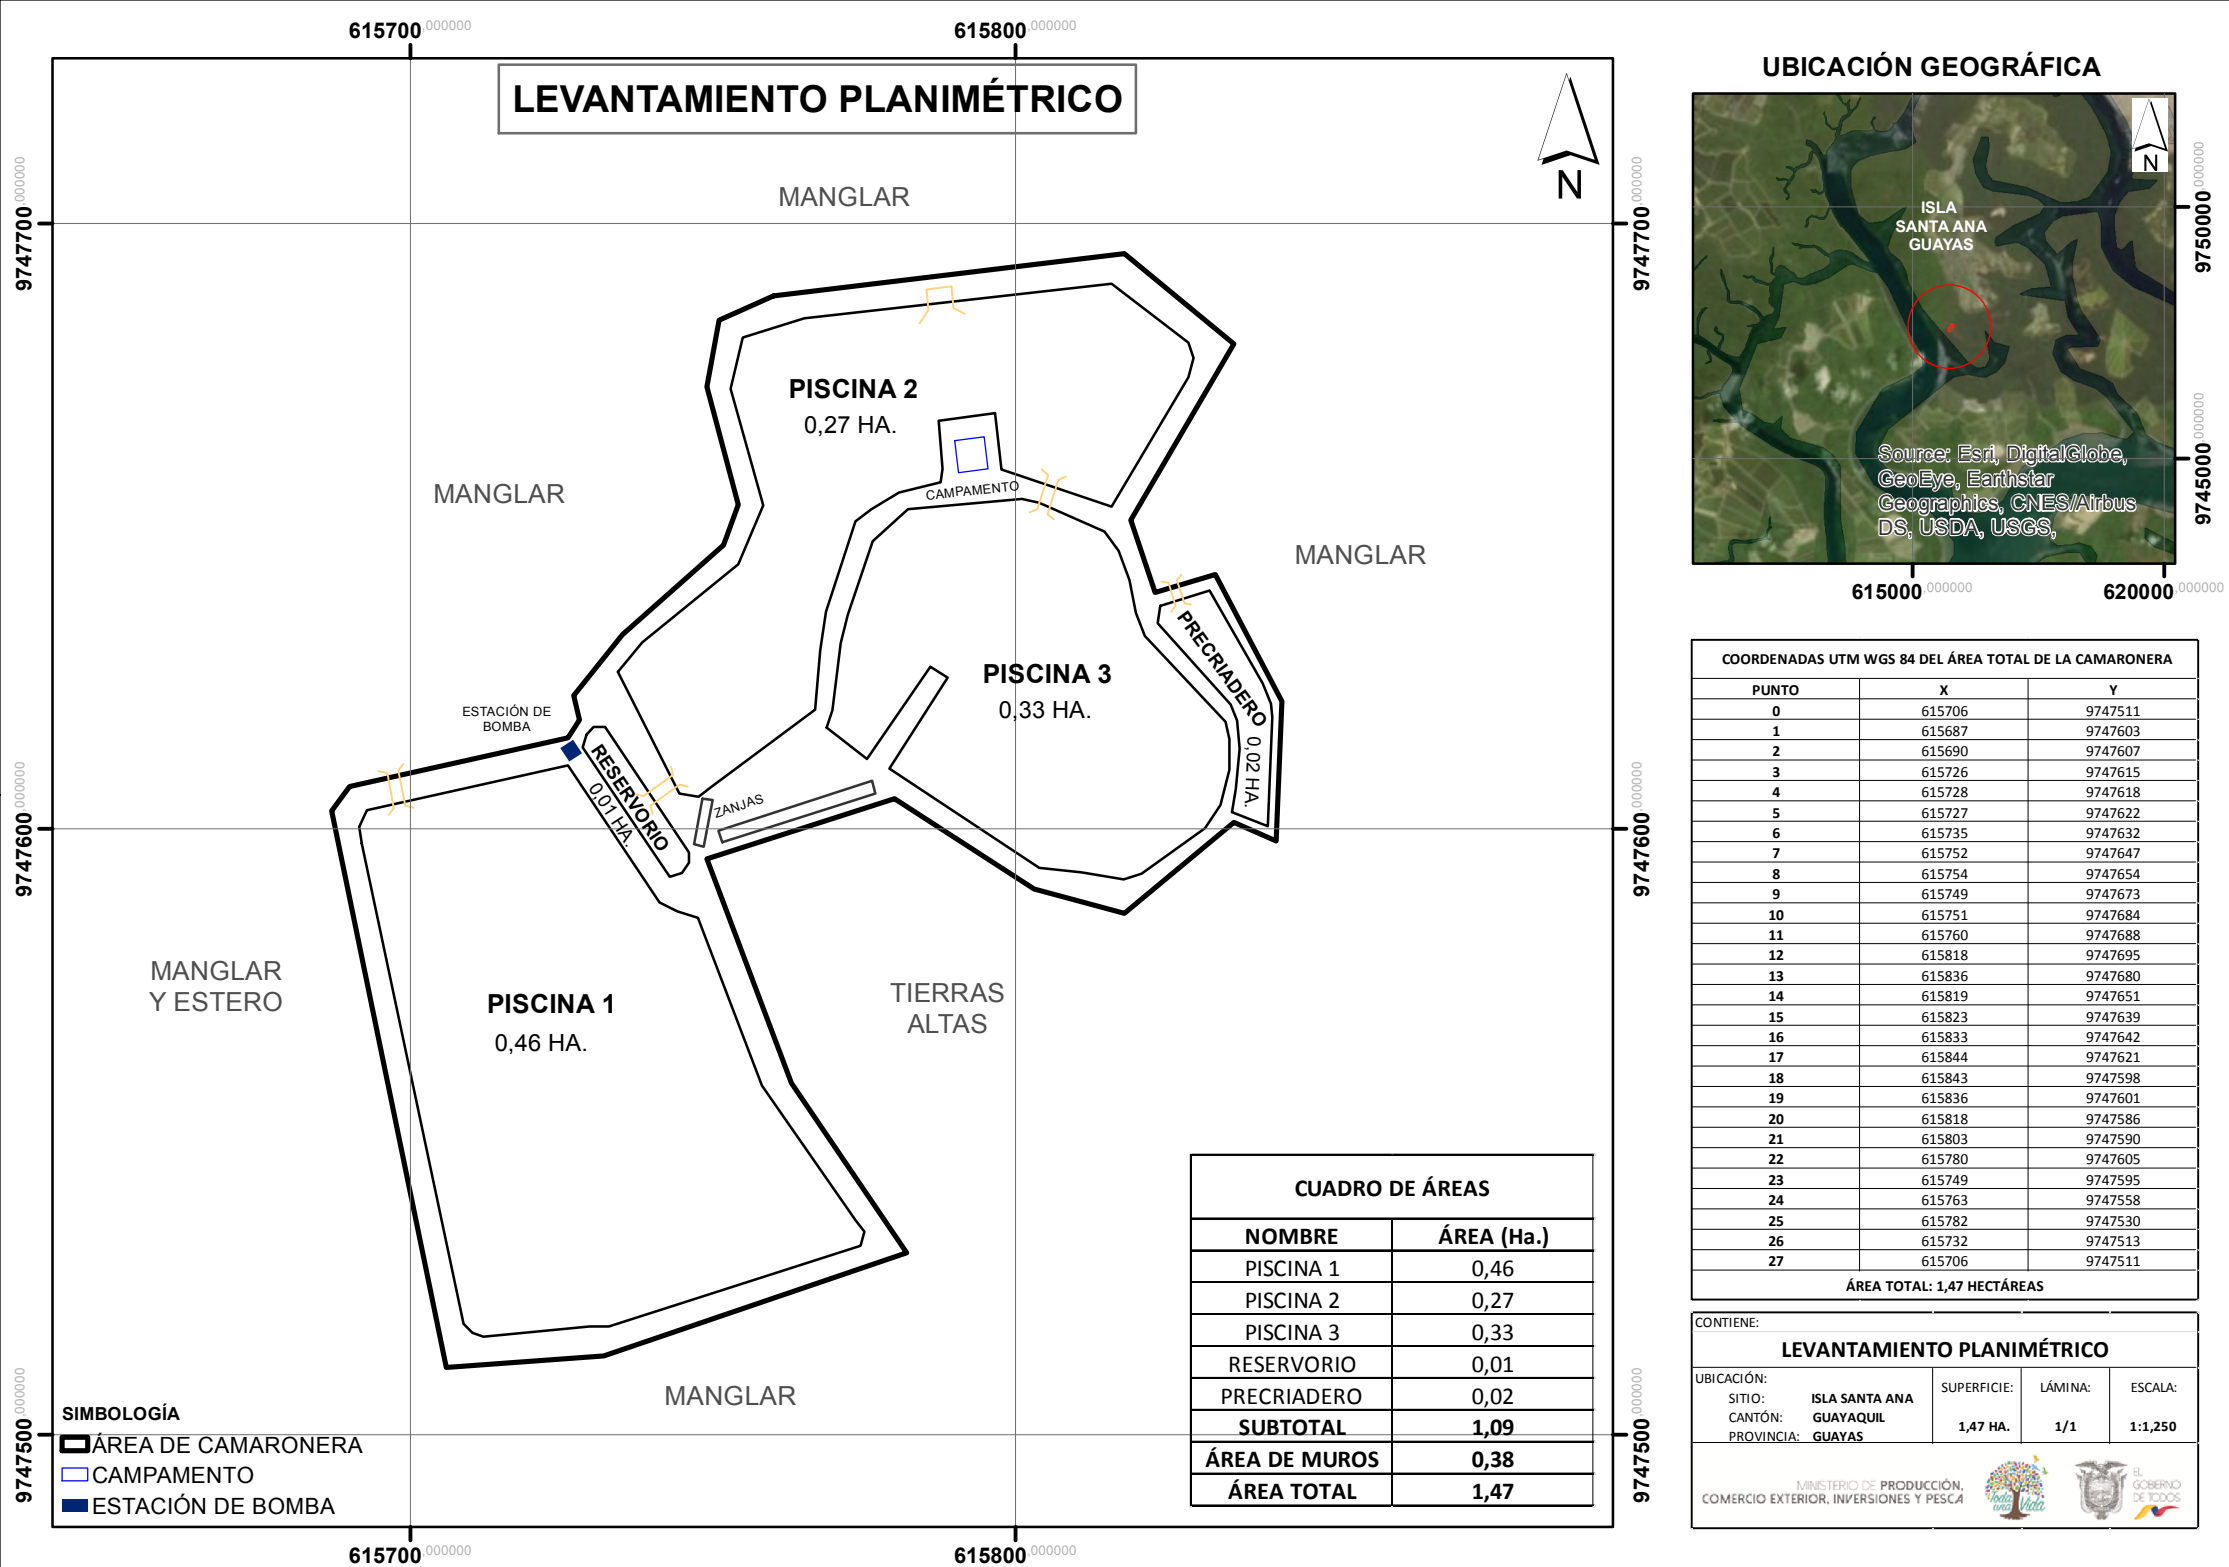 615700.000000
615800.000000
LEVANTAMIENTO PLANIMÉTRICO
N
MANGLAR
9747700.000000
9747700.000000
PISCINA 2
0,27 HA.
MANGLAR
CAMPAMENTO
MANGLAR
PRECRIADERO
0,02 HA.
PISCINA 3
0,33 HA.
ESTACIÓN DE
BOMBA
RESERVORIO
0,01 HA.
ZANJAS
9747600.000000
9747600.000000
MANGLAR
Y ESTERO
PISCINA 1
0,46 HA.
TIERRAS
ALTAS
MANGLAR
9747500.000000
9747500.000000
SIMBOLOGÍA
ÁREA DE CAMARONERA
CAMPAMENTO
ESTACIÓN DE BOMBA
615700.000000
615800.000000
CUADRO DE ÁREAS
NOMBRE ÁREA (Ha.)
PISCINA 1 0,46
PISCINA 2 0,27
PISCINA 3 0,33
RESERVORIO 0,01
PRECRIADERO 0,02
SUBTOTAL 1,09
ÁREA DE MUROS 0,38
ÁREA TOTAL 1,47
UBICACIÓN GEOGRÁFICA
N
ISLA
SANTA ANA
GUAYAS
Source: Esri, DigitalGlobe,
GeoEye, Earthstar
Geographics, CNES/Airbus
DS, USDA, USGS,
9750000.000000
9745000.000000
615000.000000
620000.000000
COORDENADAS UTM WGS 84 DEL ÁREA TOTAL DE LA CAMARONERA
PUNTO X Y
0 615706 9747511
1 615687 9747603
2 615690 9747607
3 615726 9747615
4 615728 9747618
5 615727 9747622
6 615735 9747632
7 615752 9747647
8 615754 9747654
9 615749 9747673
10 615751 9747684
11 615760 9747688
12 615818 9747695
13 615836 9747680
14 615819 9747651
15 615823 9747639
16 615833 9747642
17 615844 9747621
18 615843 9747598
19 615836 9747601
20 615818 9747586
21 615803 9747590
22 615780 9747605
23 615749 9747595
24 615763 9747558
25 615782 9747530
26 615732 9747513
27 615706 9747511
ÁREA TOTAL: 1,47 HECTÁREAS
CONTIENE:
LEVANTAMIENTO PLANIMÉTRICO
UBICACIÓN:
SITIO: ISLA SANTA ANA
CANTÓN: GUAYAQUIL
PROVINCIA: GUAYAS
SUPERFICIE:
1,47 HA.
LÁMINA:
1/1
ESCALA:
1:1,250
MINISTERIO DE PRODUCCIÓN,
COMERCIO EXTERIOR, INVERSIONES Y PESCA
Toda
una Vida
EL
GOBIERNO
DE TODOS